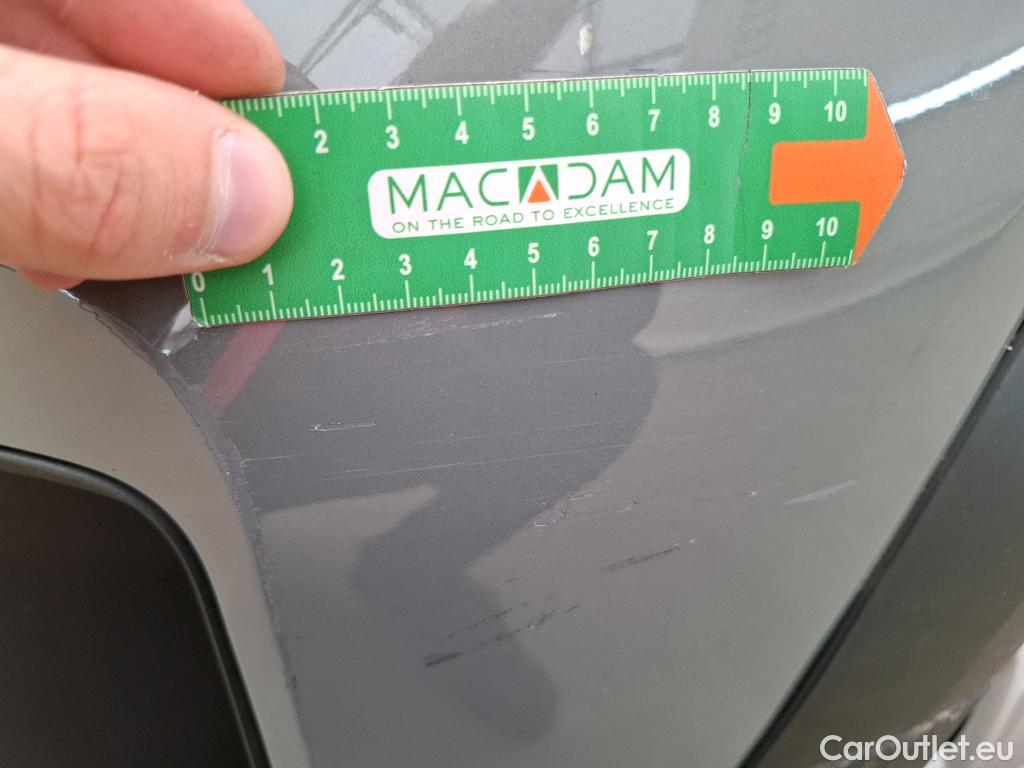 2 3 4 5 6 7 8 9 10
MACADAM
ON THE ROAD TO EXCELLENCE
0 1 2 3 4 5 6 7 8 9 10
CarOutlet.eu